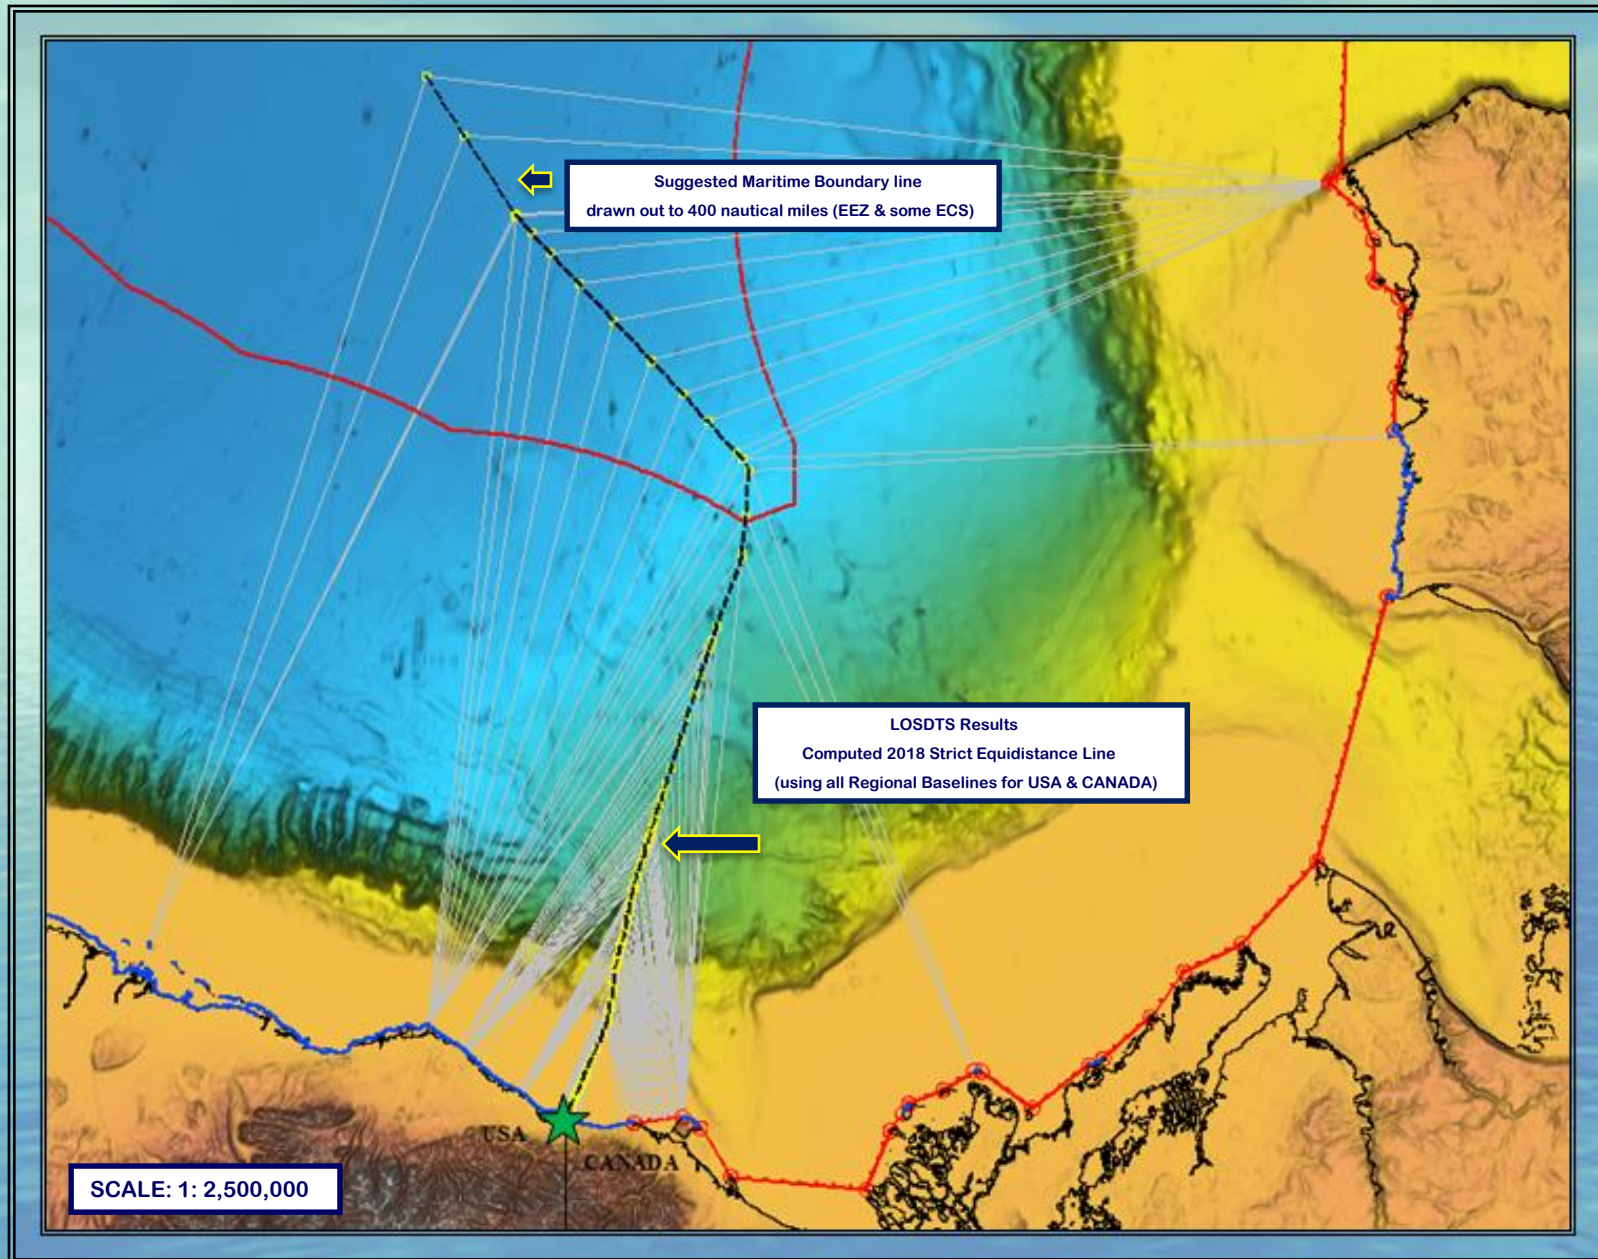 Suggested Maritime Boundary line
drawn out to 400 nautical miles (EEZ & some ECS)
LOSDTS Results
Computed 2018 Strict Equidistance Line
(using all Regional Baselines for USA & CANADA)
USA
CANADA
SCALE: 1: 2,500,000